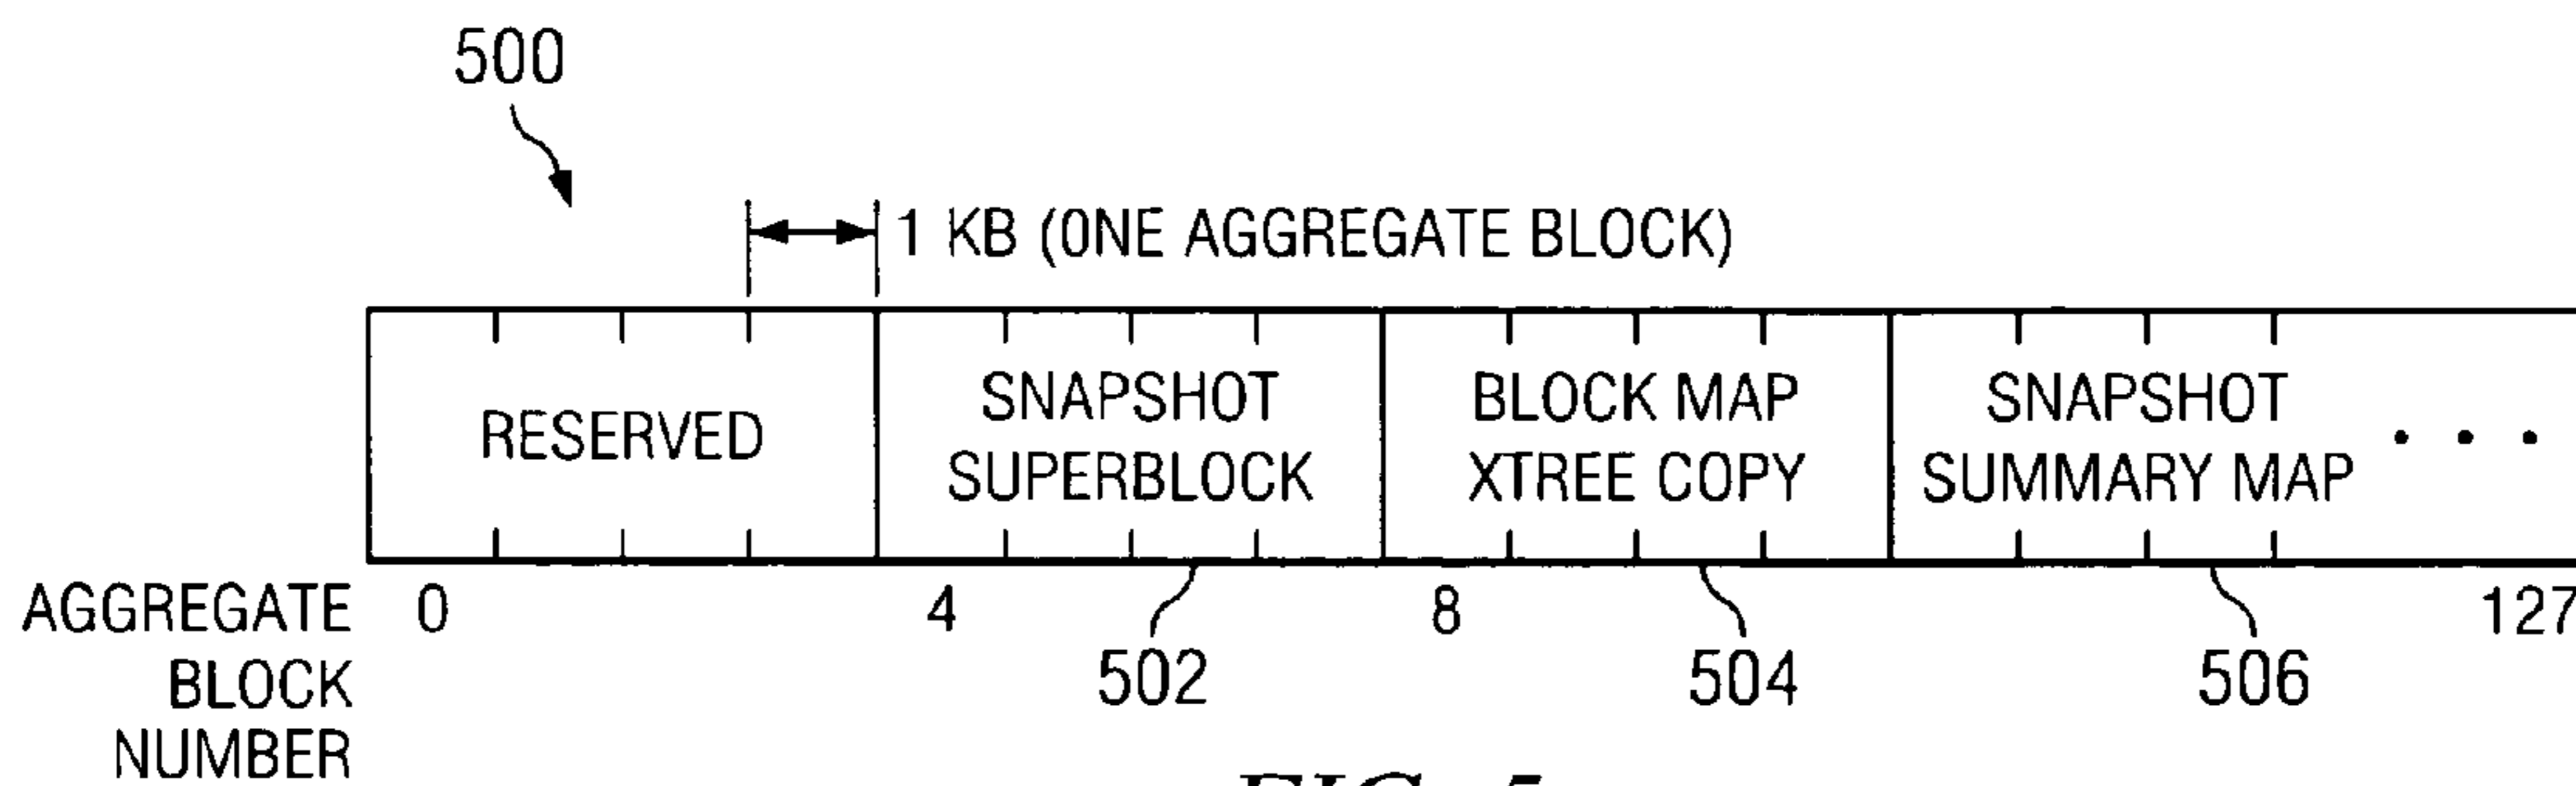 500
1 KB (ONE AGGREGATE BLOCK)
RESERVED
SNAPSHOT
SUPERBLOCK
BLOCK MAP
XTREE COPY
SNAPSHOT
SUMMARY MAP
• • •
AGGREGATE
BLOCK
NUMBER
0
4
8
127
502
504
506